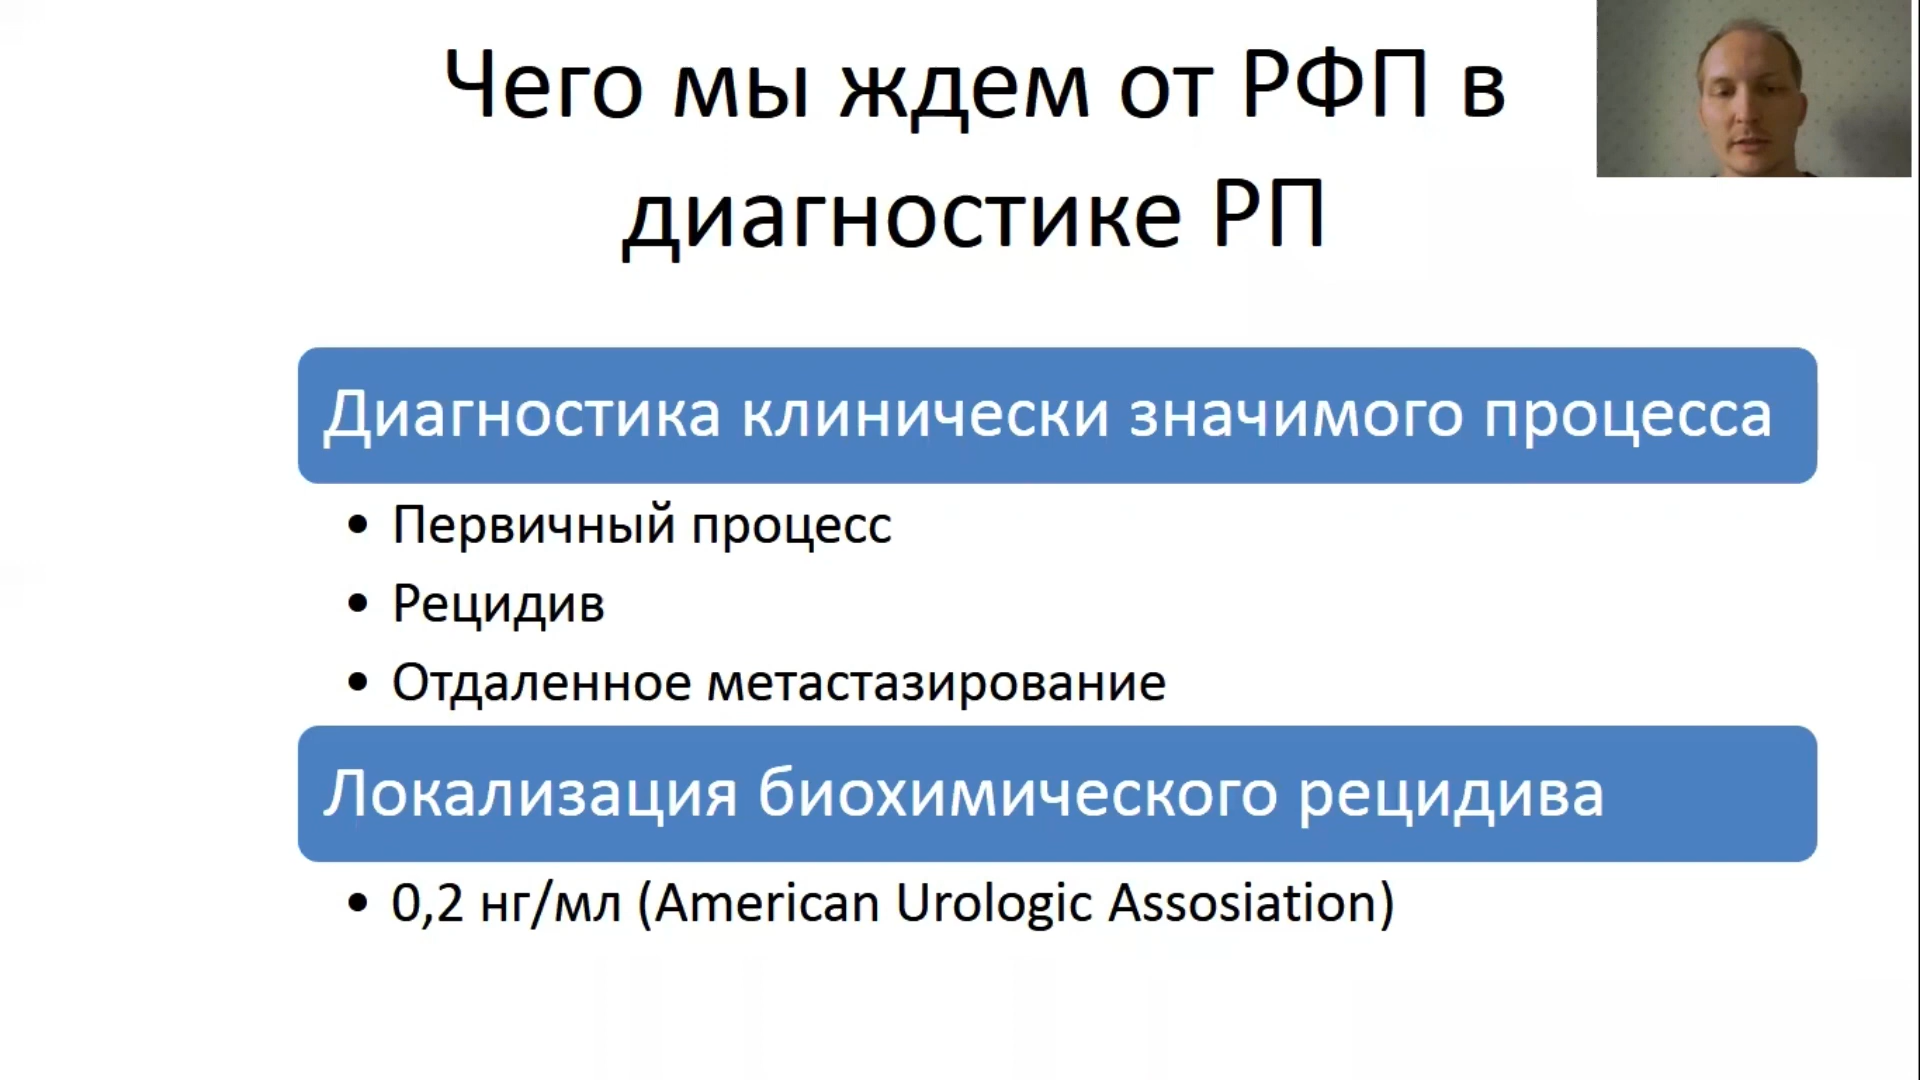 Чего мы ждем от РФП в
диагностике РП
Диагностика клинически значимого процесса
• Первичный процесс
• Рецидив
• Отдаленное метастазирование
Локализация биохимического рецидива
• 0,2 нг/мл (American Urologic Assosiation)